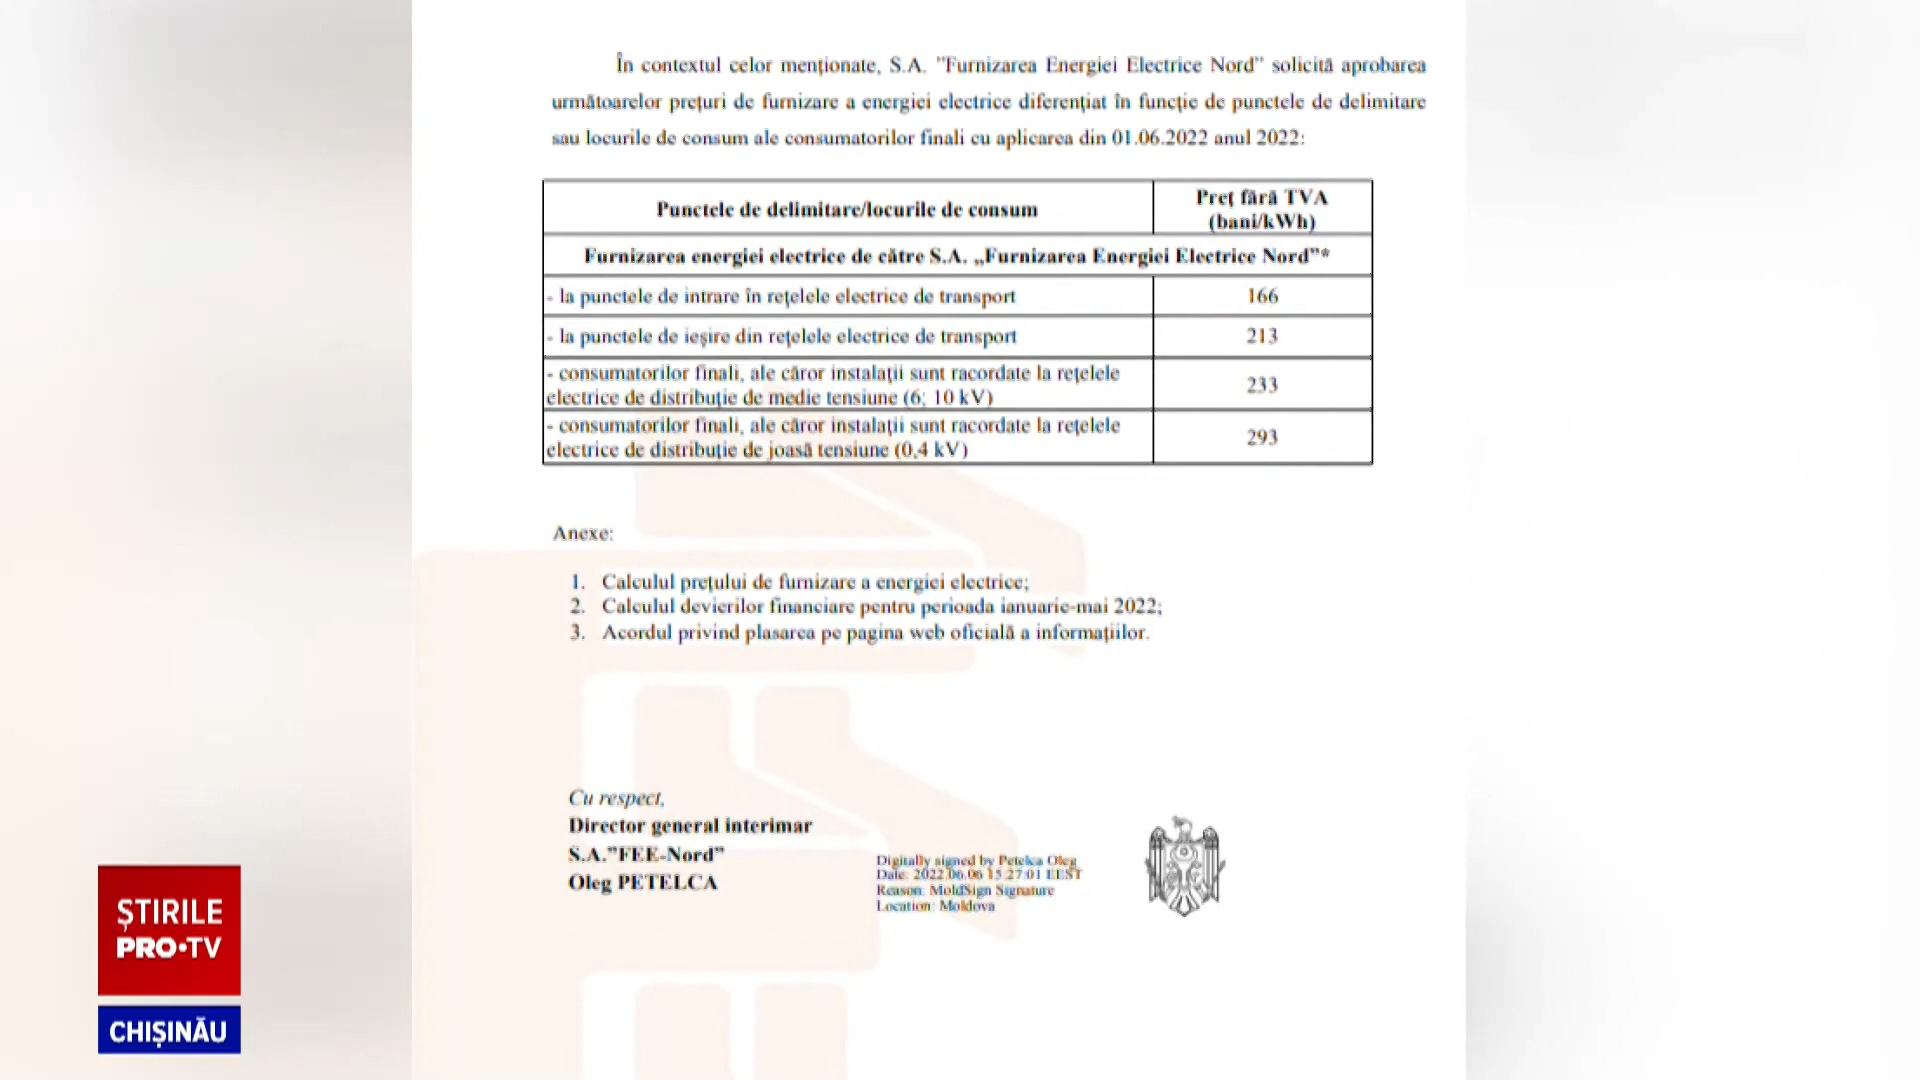 În contextul celor menționate, S.A. "Furnizarea Energiei Electrice Nord" solicită aprobarea
următoarelor prețuri de furnizare a energiei electrice diferențiat în funcție de punctele de delimitare
sau locurile de consum ale consumatorilor finali cu aplicarea din 01.06.2022 anul 2022:
Punctele de delimitare/locurile de consum
Preț fără TVA
(bani/kWh)
Furnizarea energiei electrice de către S.A. „Furnizarea Energiei Electrice Nord”*
- la punctele de intrare în rețelele electrice de transport
166
- la punctele de ieșire din rețelele electrice de transport
213
- consumatorilor finali, ale căror instalații sunt racordate la rețelele
electrice de distribuție de medie tensiune (6; 10 kV)
233
- consumatorilor finali, ale căror instalații sunt racordate la rețelele
electrice de distribuție de joasă tensiune (0,4 kV)
293
Anexe:
1. Calculul prețului de furnizare a energiei electrice;
2. Calculul devierilor financiare pentru perioada ianuarie-mai 2022;
3. Acordul privind plasarea pe pagina web oficială a informațiilor.
Cu respect,
Director general interimar
S.A.”FEE-Nord”
Oleg PETELCA
Digitally signed by Petelca Oleg
Date: 2022.06.06 15:27:01 EEST
Reason: MoldSign Signature
Location: Moldova
ȘTIRILE
PRO•TV
CHIȘINĂU